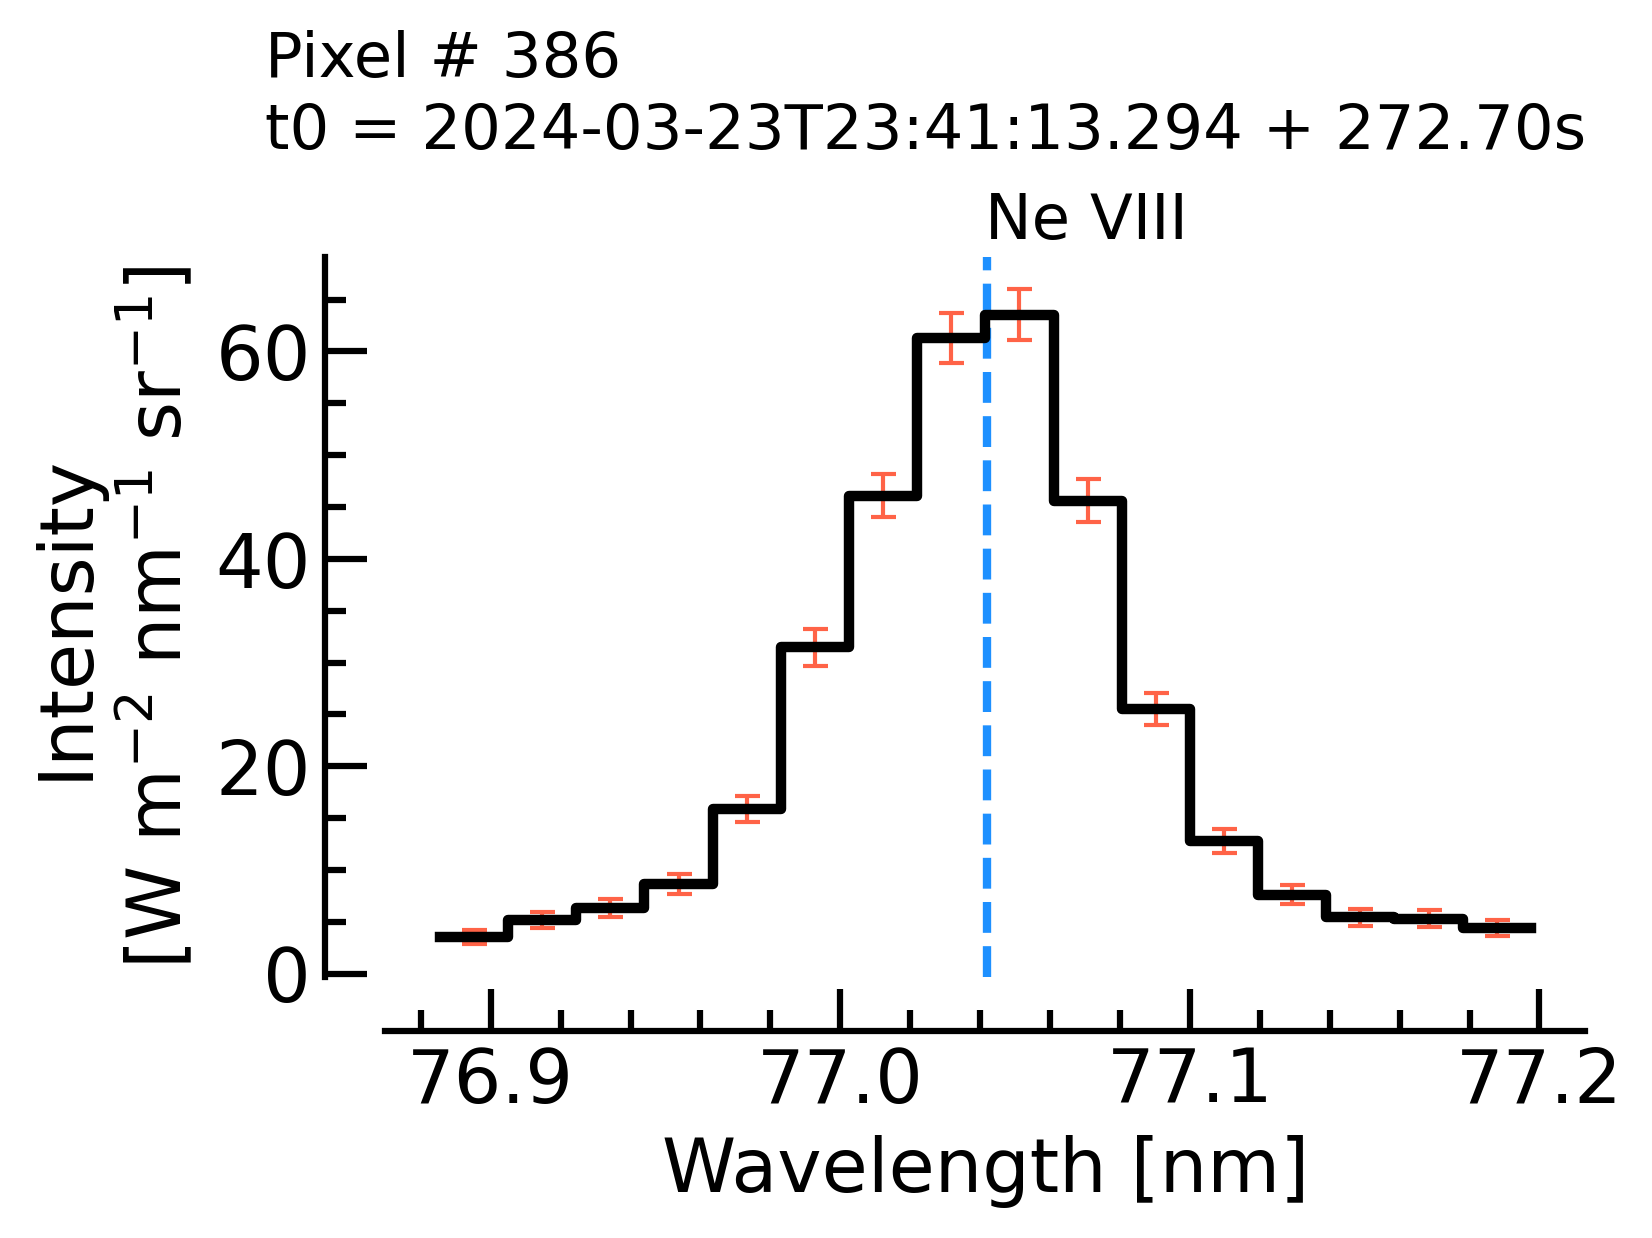 Pixel # 386
t0 = 2024-03-23T23:41:13.294 + 272.70s
Ne VIII
Intensity
[W m⁻² nm⁻¹ sr⁻¹]
60
40
20
0
76.9 77.0 77.1 77.2
Wavelength [nm]